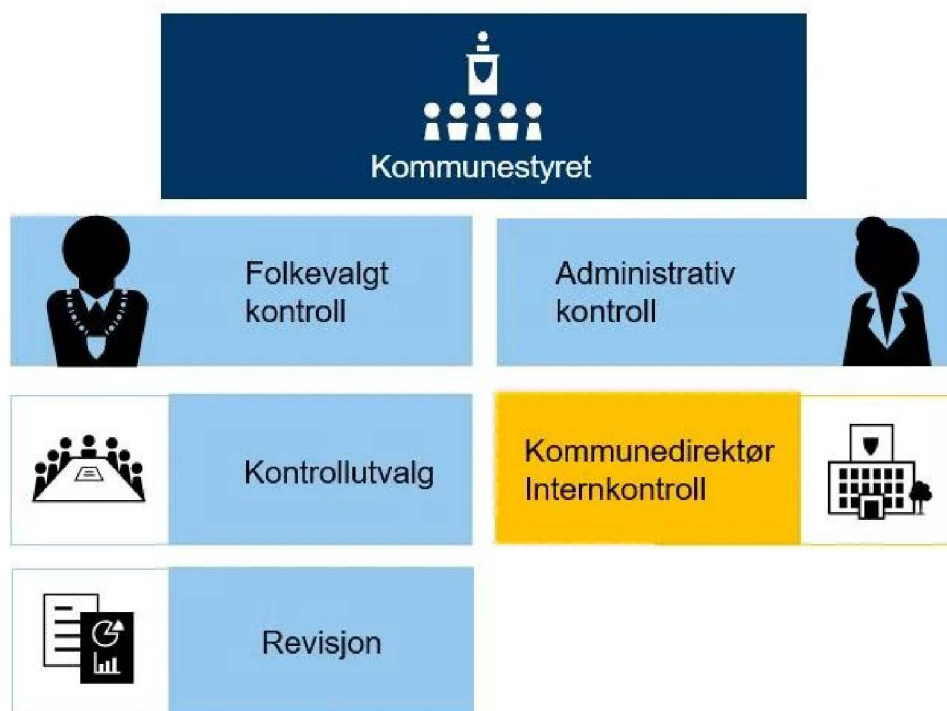 Kommunestyret
Folkevalgt
kontroll
Administrativ
kontroll
Kontrollutvalg
Kommunedirektør
Internkontroll
Revisjon